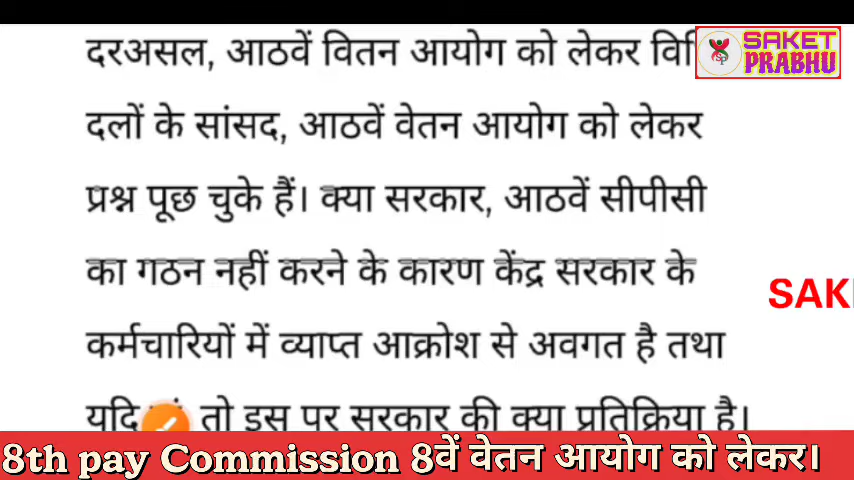 दरअसल, आठवें वितन आयोग को लेकर
SAKET
PRABHU
दलों के सांसद, आठवें वेतन आयोग को लेकर
प्रश्न पूछ चुके हैं। क्या सरकार, आठवें सीपीसी
का गठन नहीं करने के कारण केंद्र सरकार के
SAK
कर्मचारियों में व्याप्त आक्रोश से अवगत है तथा
यदि तो इस पर सरकार की क्या प्रतिक्रिया है।
8th pay Commission 8वें वेतन आयोग को लेकर।